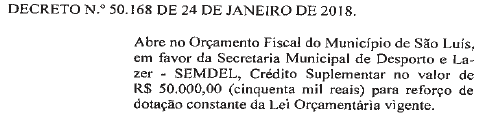 DECRETO N.º 50.168 DE 24 DE JANEIRO DE 2018.
Abre no Orçamento Fiscal do Município de São Luís,
em favor da Secretaria Municipal de Desporto e La-
zer - SEMDEL, Crédito Suplementar no valor de
R$ 50.000,00 (cinquenta mil reais) para reforço de
dotação constante da Lei Orçamentária vigente.